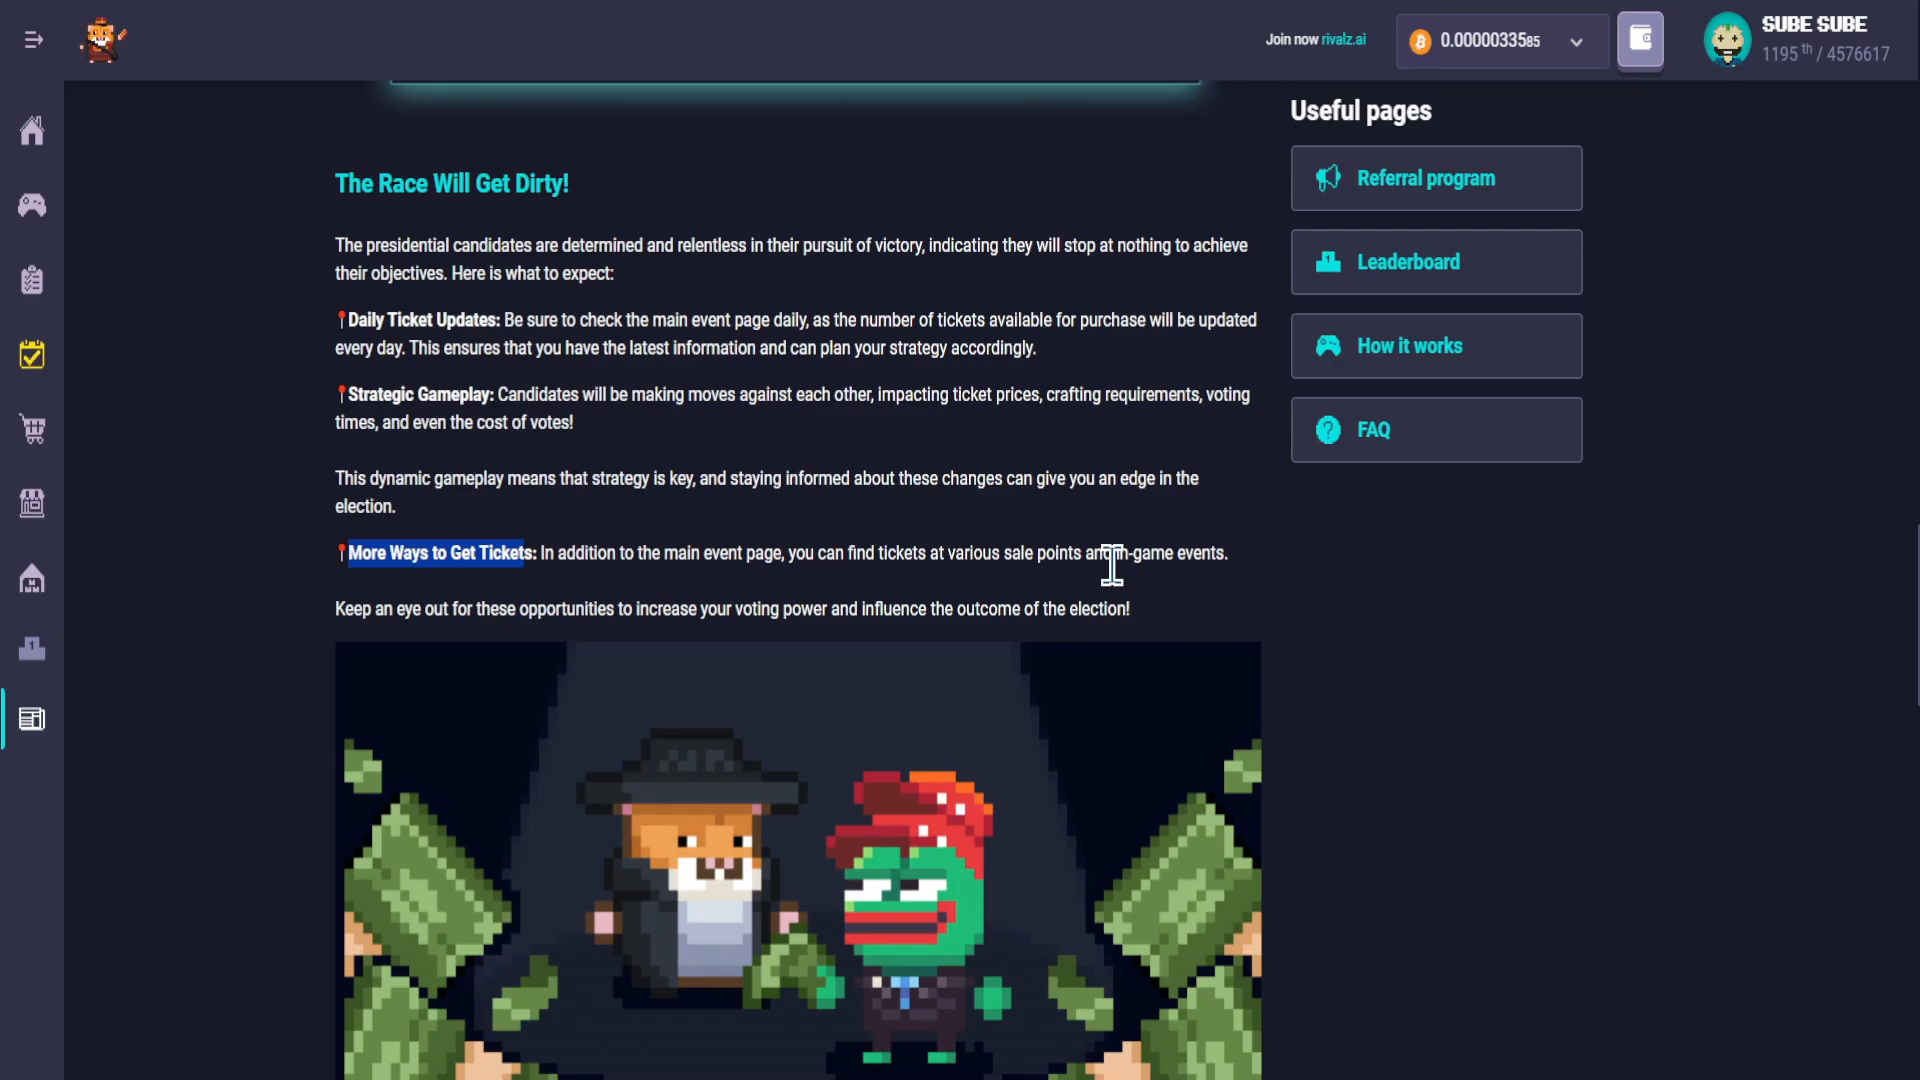 Join now rivalz.ai
0.0000033585
SUBE SUBE
1195 th / 4576617
Useful pages
Referral program
Leaderboard
How it works
FAQ
The Race Will Get Dirty!
The presidential candidates are determined and relentless in their pursuit of victory, indicating they will stop at nothing to achieve
their objectives. Here is what to expect:
Daily Ticket Updates: Be sure to check the main event page daily, as the number of tickets available for purchase will be updated
every day. This ensures that you have the latest information and can plan your strategy accordingly.
Strategic Gameplay: Candidates will be making moves against each other, impacting ticket prices, crafting requirements, voting
times, and even the cost of votes!
This dynamic gameplay means that strategy is key, and staying informed about these changes can give you an edge in the
election.
More Ways to Get Tickets: In addition to the main event page, you can find tickets at various sale points and in-game events.
Keep an eye out for these opportunities to increase your voting power and influence the outcome of the election!